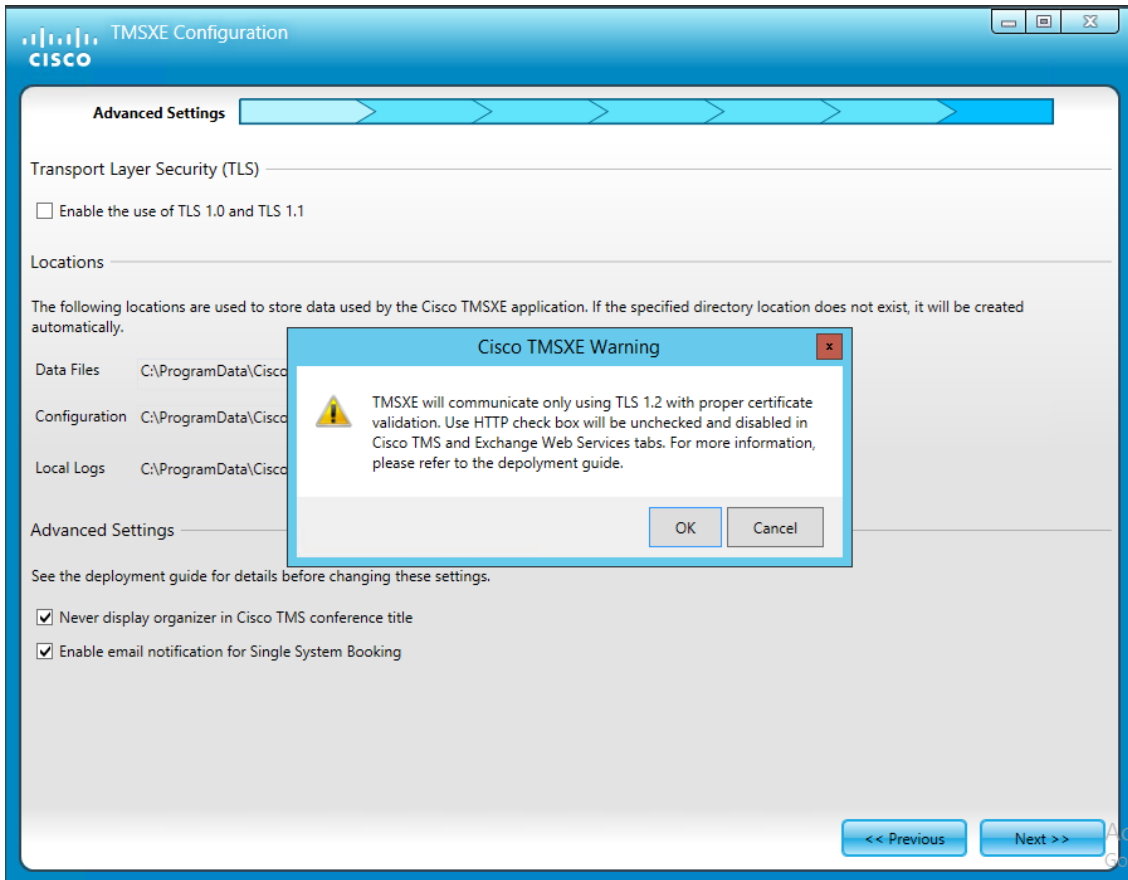 TMSXE Configuration
CISCO
Advanced Settings
Transport Layer Security (TLS)
Enable the use of TLS 1.0 and TLS 1.1
Locations
The following locations are used to store data used by the Cisco TMSXE application. If the specified directory location does not exist, it will be created
automatically.
Data Files C:\ProgramData\Cisco
Configuration C:\ProgramData\Cisco
Local Logs C:\ProgramData\Cisco
Cisco TMSXE Warning
x
TMSXE will communicate only using TLS 1.2 with proper certificate
validation. Use HTTP check box will be unchecked and disabled in
Cisco TMS and Exchange Web Services tabs. For more information,
please refer to the depolyment guide.
OK Cancel
Advanced Settings
See the deployment guide for details before changing these settings.
Never display organizer in Cisco TMS conference title
Enable email notification for Single System Booking
<< Previous Next >>